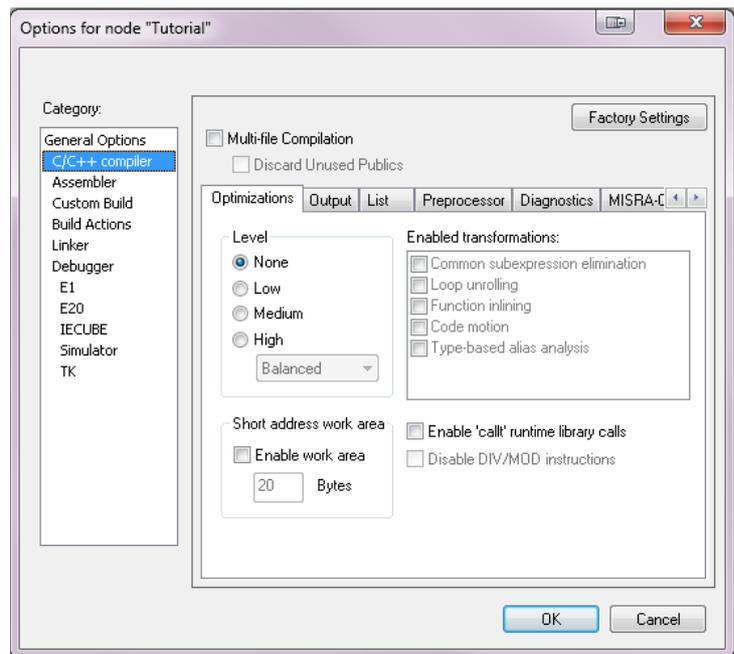 Options for node "Tutorial"
Category:
General Options
C/C++ compiler
Assembler
Custom Build
Build Actions
Linker
Debugger
E1
E20
IECUBE
Simulator
TK
Factory Settings
Multi-file Compilation
Discard Unused Publics
Optimizations Output List Preprocessor Diagnostics MISRA-C
Level
None
Low
Medium
High
Balanced
Enabled transformations:
Common subexpression elimination
Loop unrolling
Function inlining
Code motion
Type-based alias analysis
Short address work area
Enable work area
20 Bytes
Enable 'callt' runtime library calls
Disable DIV/MOD instructions
OK Cancel